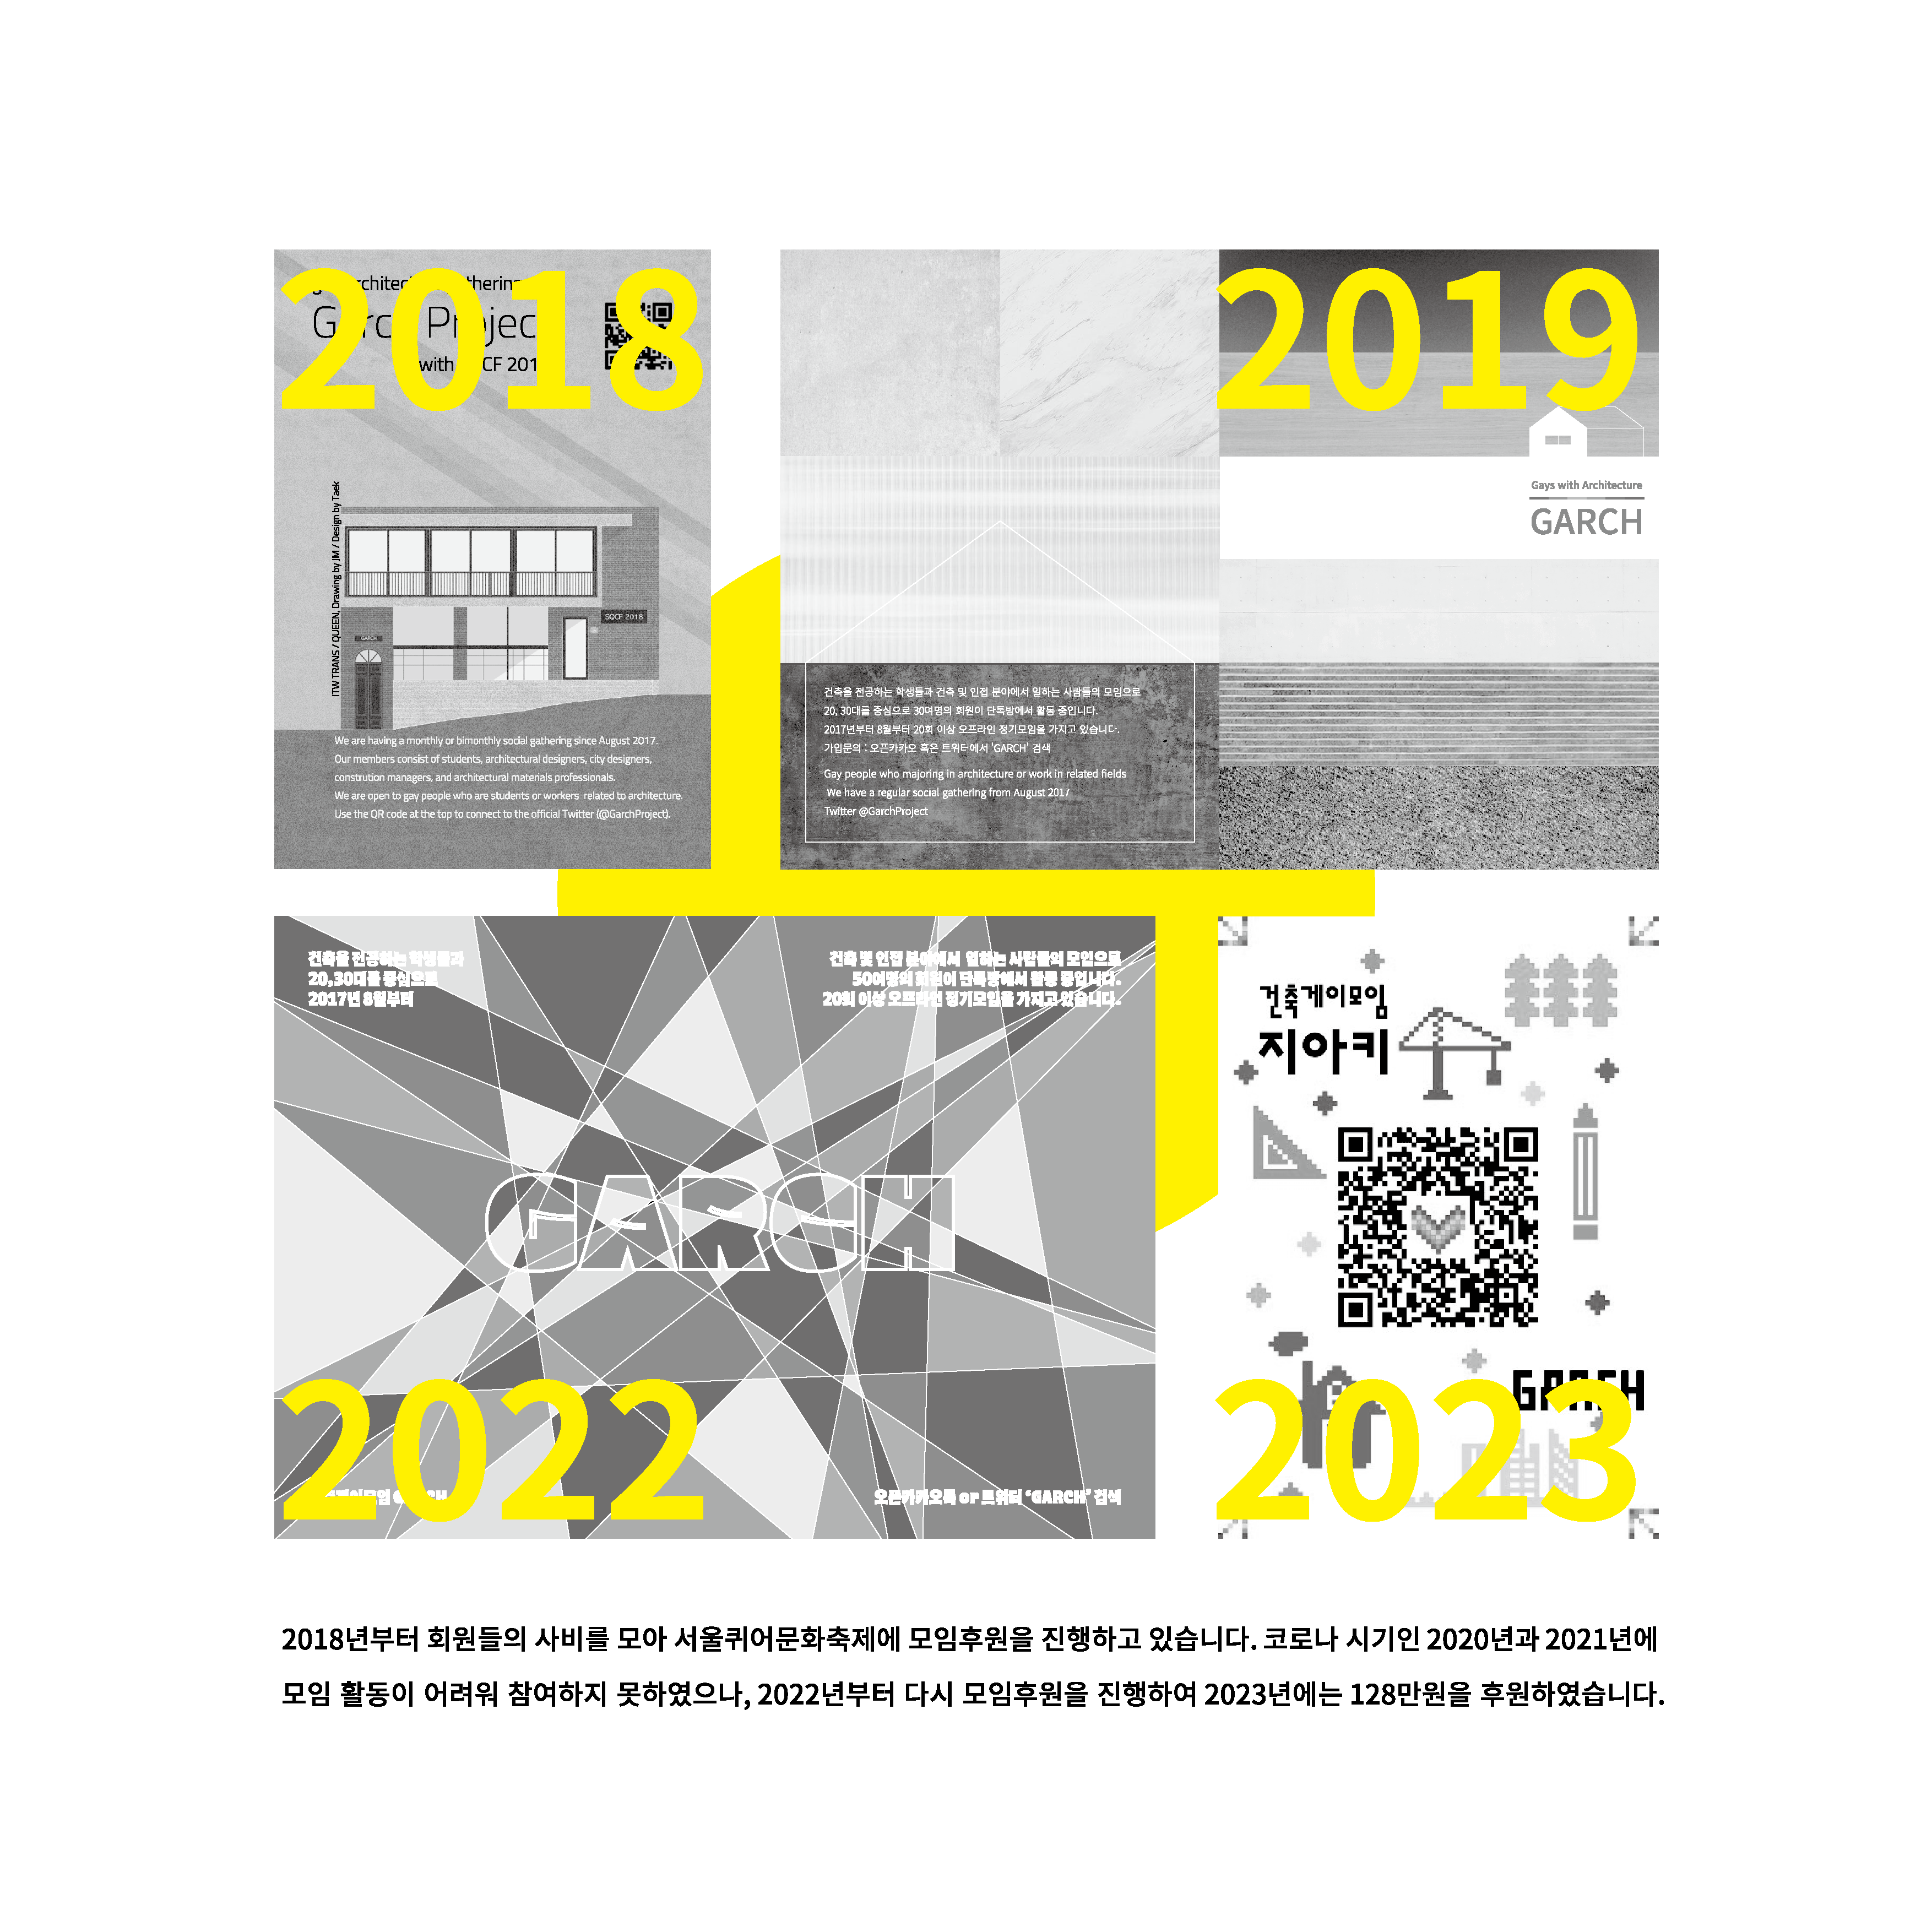 2018
architect
thering
Project
with
CF 201
ITW TRANS / QUEEN, Drawing by JIM / Design by Taek
GARCH
SQCF 2018
We are having a monthly or bimonthly social gathering since August 2017.
Our members consist of students, architectural designers, city designers,
constrution managers, and architectural materials professionals.
We are open to gay people who are students or workers related to architecture.
Use the QR code at the top to connect to the official Twitter (@GarchProject).
2019
Gays with Architecture
GARCH
건축을 전공하는 학생들과 건축 및 인접 분야에서 일하는 사람들의 모임으로
20, 30대를 중심으로 30여명의 회원이 단톡방에서 활동 중입니다.
2017년부터 8월부터 20회 이상 오프라인 정기모임을 가지고 있습니다.
가입문의 : 오픈카카오 혹은 트위터에서 'GARCH' 검색
Gay people who majoring in architecture or work in related fields
We have a regular social gathering from August 2017
Twitter @GarchProject
건축을 전공하는 학생들과
20,30대를 중심으로
2017년 8월부터
건축 및 인접 분야에서 일하는 사람들의 모임으로
50여명의 회원이 단톡방에서 활동 중입니다.
20회 이상 오프라인 정기모임을 가지고 있습니다.
GARCH
2022
오픈카카오톡 or 트위터 ‘GARCH’ 검색
건축게이모임
지아키
GARCH
2023
2018년부터 회원들의 사비를 모아 서울퀴어문화축제에 모임후원을 진행하고 있습니다. 코로나 시기인 2020년과 2021년에
모임 활동이 어려워 참여하지 못하였으나, 2022년부터 다시 모임후원을 진행하여 2023년에는 128만원을 후원하였습니다.